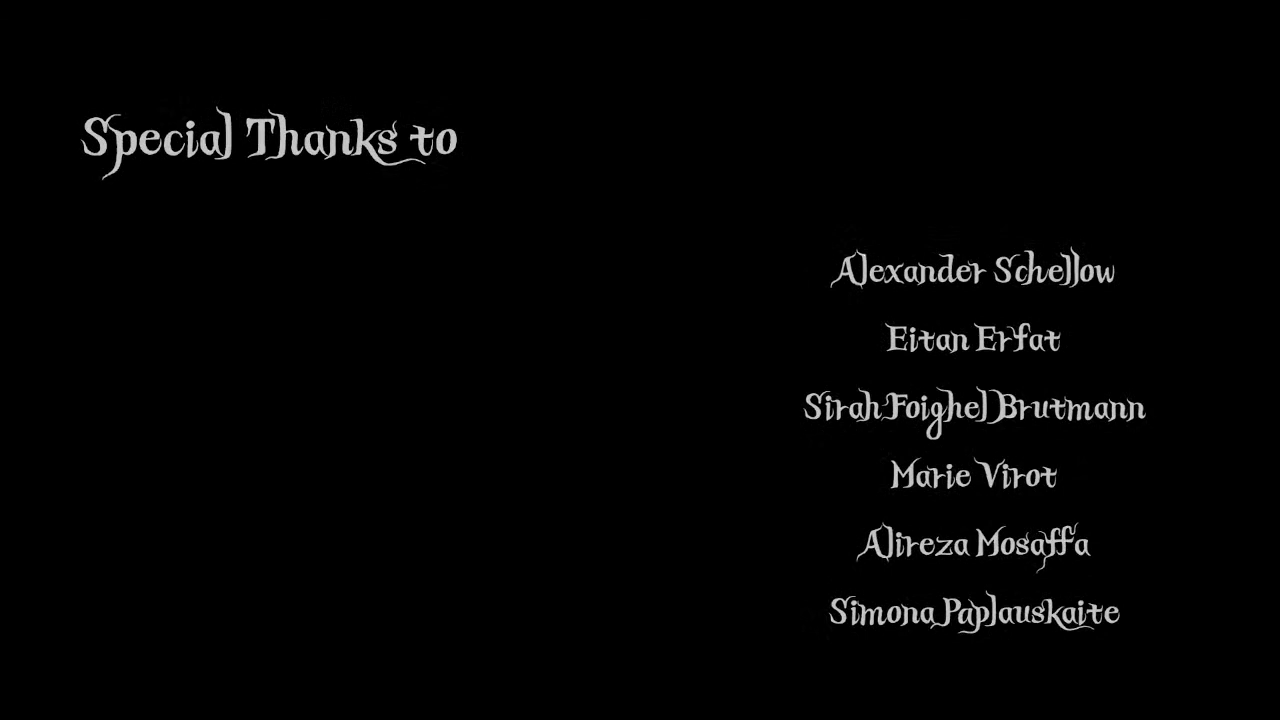 Special Thanks to
Alexander Schellow
Eitan Erfat
Sirah Foighel Brutmann
Marie Virot
Alireza Mosaffa
Simona Paplauskaite